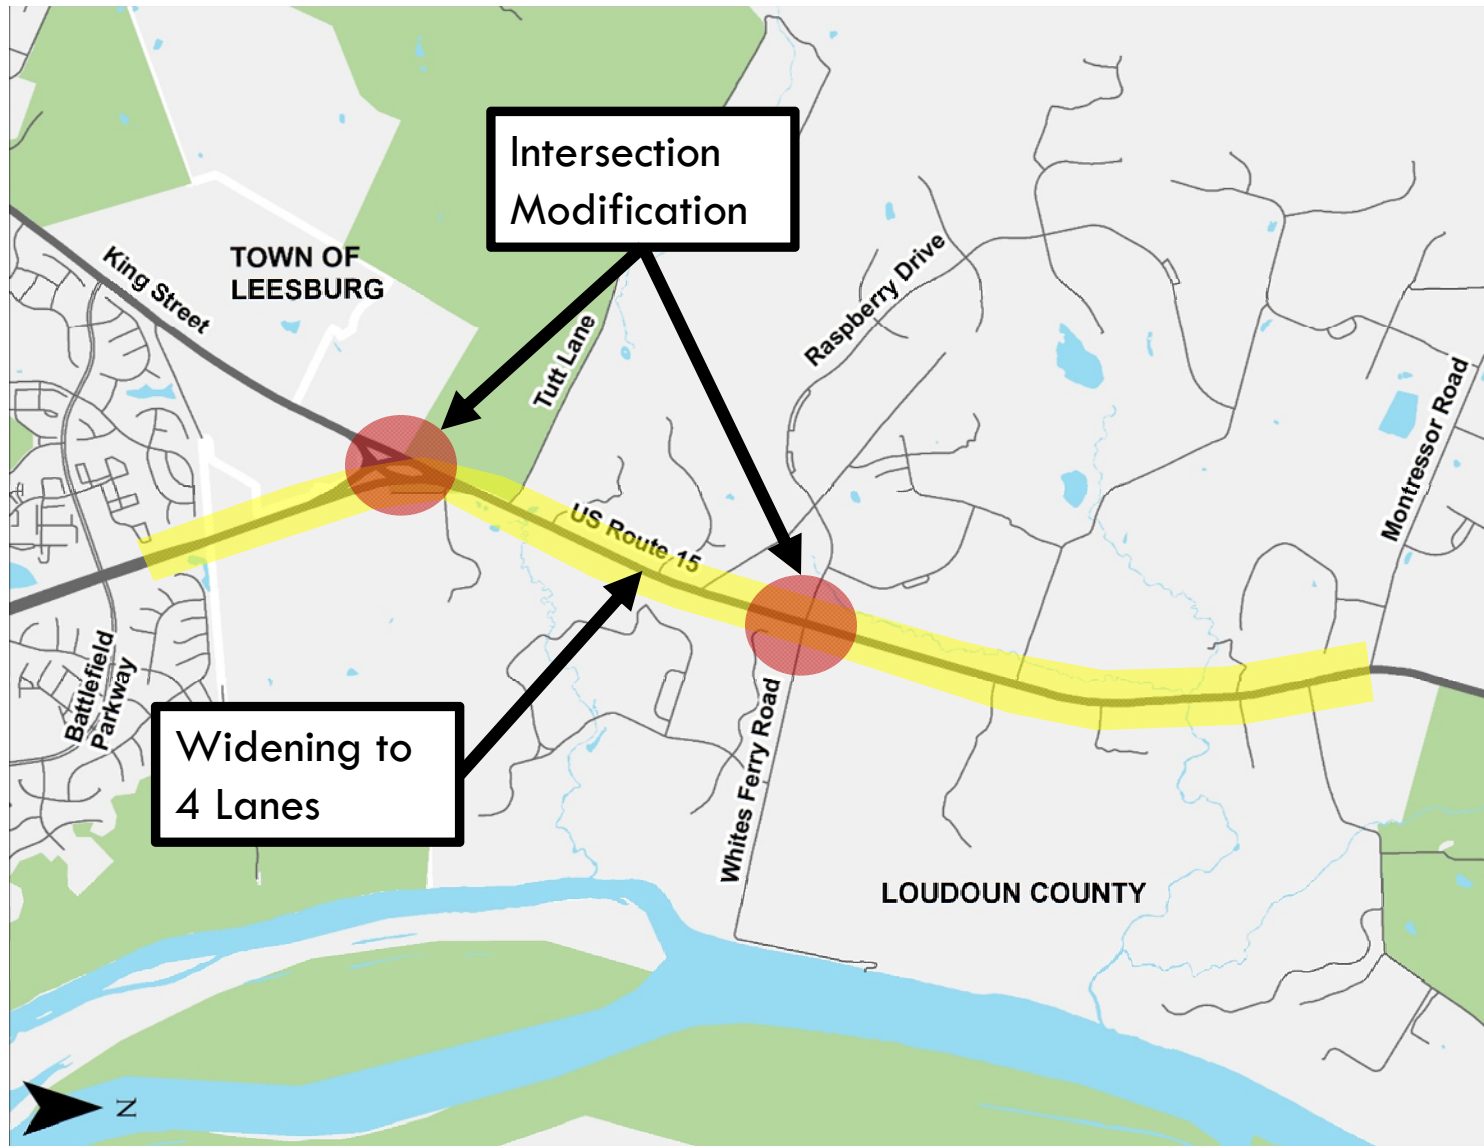 Intersection
Modification
TOWN OF
LEESBURG
King Street
Tutt Lane
Raspberry Drive
Montressor Road
US Route 15
Battlefield
Parkway
Widening to
4 Lanes
Whites Ferry Road
LOUDOUN COUNTY
N